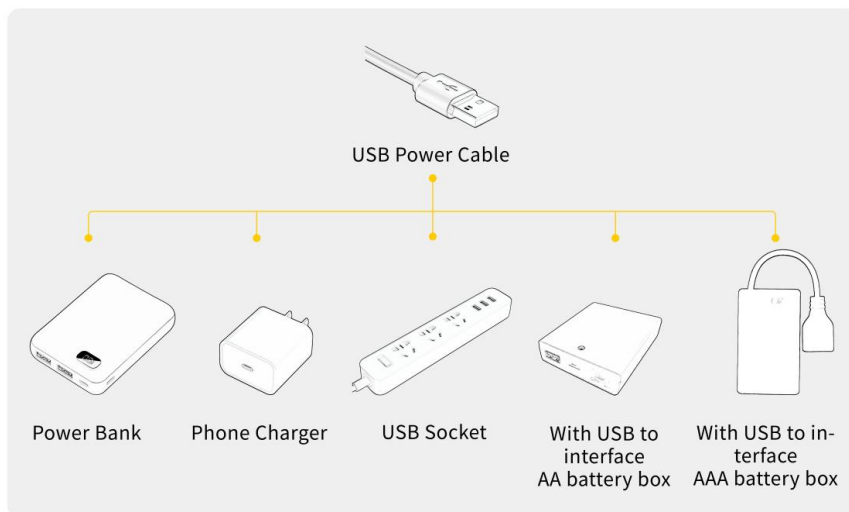 USB Power Cable
Power Bank
Phone Charger
USB Socket
With USB to
interface
AA battery box
With USB to in-
terface
AAA battery box